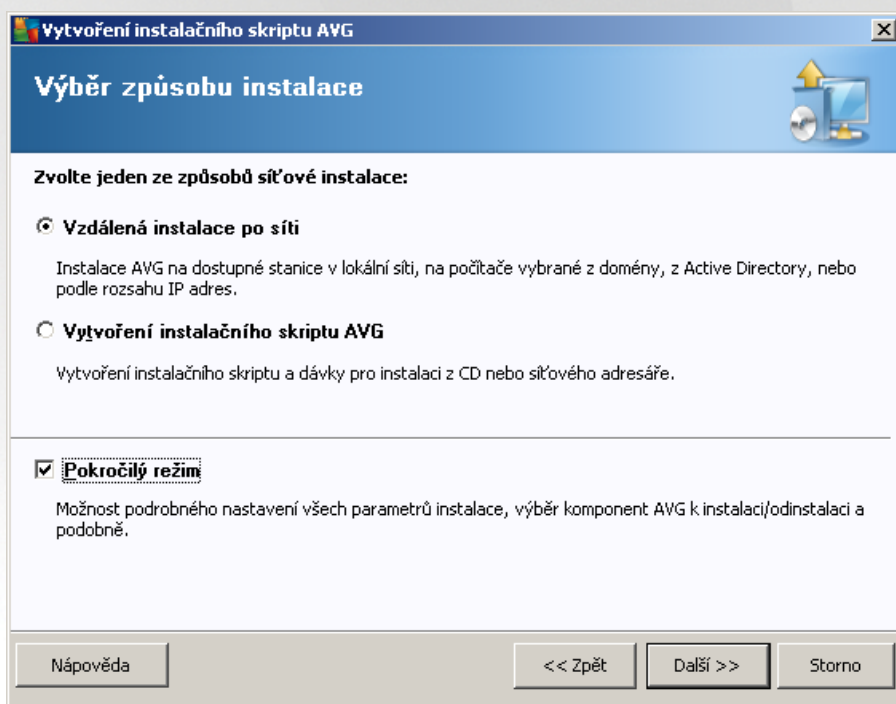 Vytvoření instalačního skriptu AVG
Výběr způsobu instalace
Zvolte jeden ze způsobů síťové instalace:
Vzdálená instalace po síti
Instalace AVG na dostupné stanice v lokální síti, na počítače vybrané z domény, z Active Directory, nebo
podle rozsahu IP adres.
Vytvoření instalačního skriptu AVG
Vytvoření instalačního skriptu a dávky pro instalaci z CD nebo síťového adresáře.
Pokročilý režim
Možnost podrobného nastavení všech parametrů instalace, výběr komponent AVG k instalaci/odinstalaci a
podobně.
Nápověda
<< Zpět
Další >>
Storno